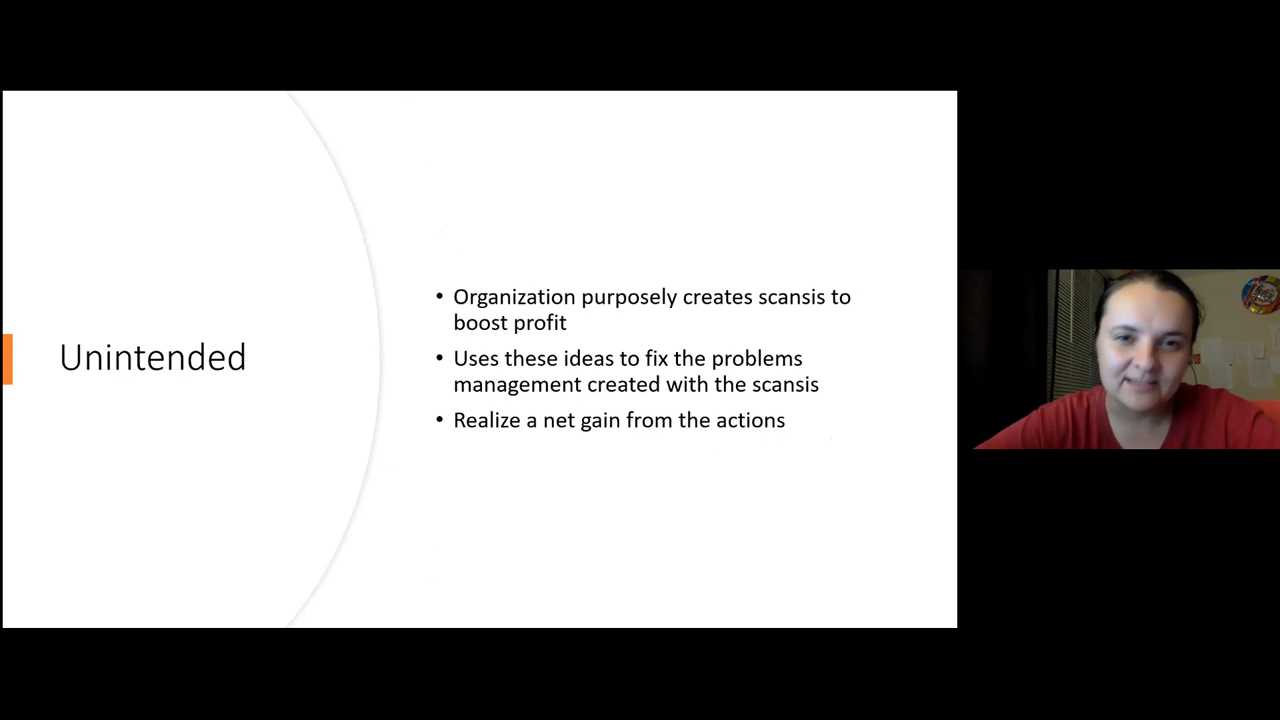 Unintended
• Organization purposely creates scansis to
boost profit
• Uses these ideas to fix the problems
management created with the scansis
• Realize a net gain from the actions